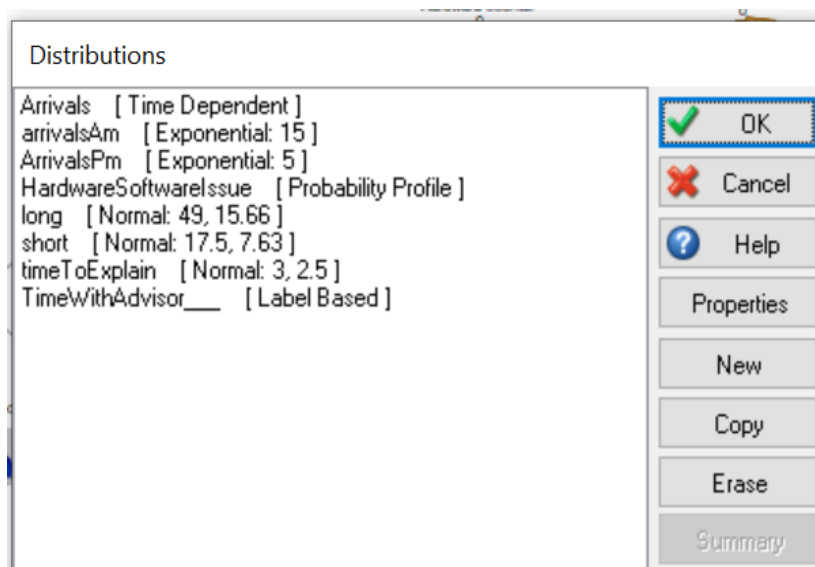 Distributions
Arrivals [ Time Dependent ]
arrivalsAm [ Exponential: 15 ]
ArrivalsPm [ Exponential: 5 ]
HardwareSoftwareIssue [ Probability Profile ]
long [ Normal: 49, 15.66 ]
short [ Normal: 17.5, 7.63 ]
timeToExplain [ Normal: 3, 2.5 ]
TimeWithAdvisor___ [ Label Based ]
OK
Cancel
? Help
Properties
New
Copy
Erase
Summary